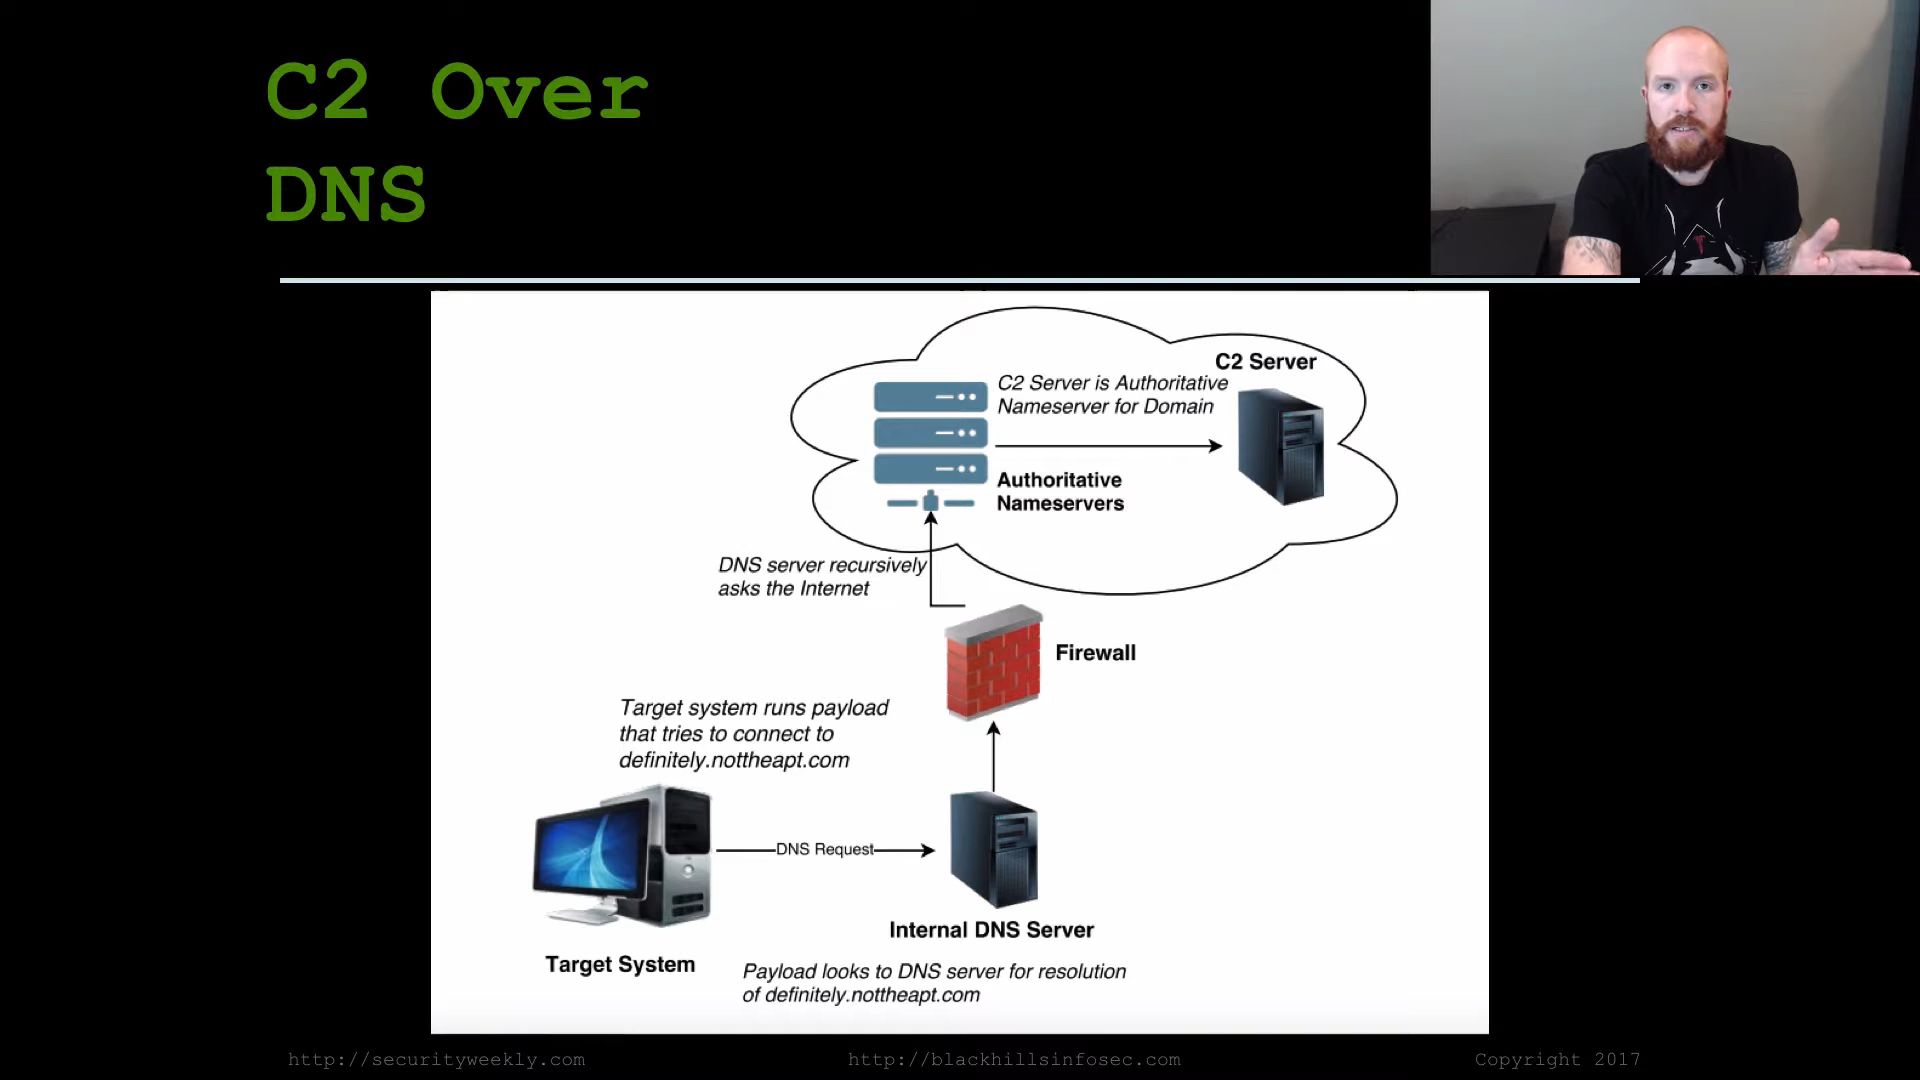 C2 Over
DNS
C2 Server
C2 Server is Authoritative
Nameserver for Domain
Authoritative
Nameservers
DNS server recursively
asks the Internet
Firewall
Target system runs payload
that tries to connect to
definitely.nottheapt.com
DNS Request
Internal DNS Server
Target System
Payload looks to DNS server for resolution
of definitely.nottheapt.com
http://securityweekly.com
http://blackhillsinfosec.com
Copyright 2017